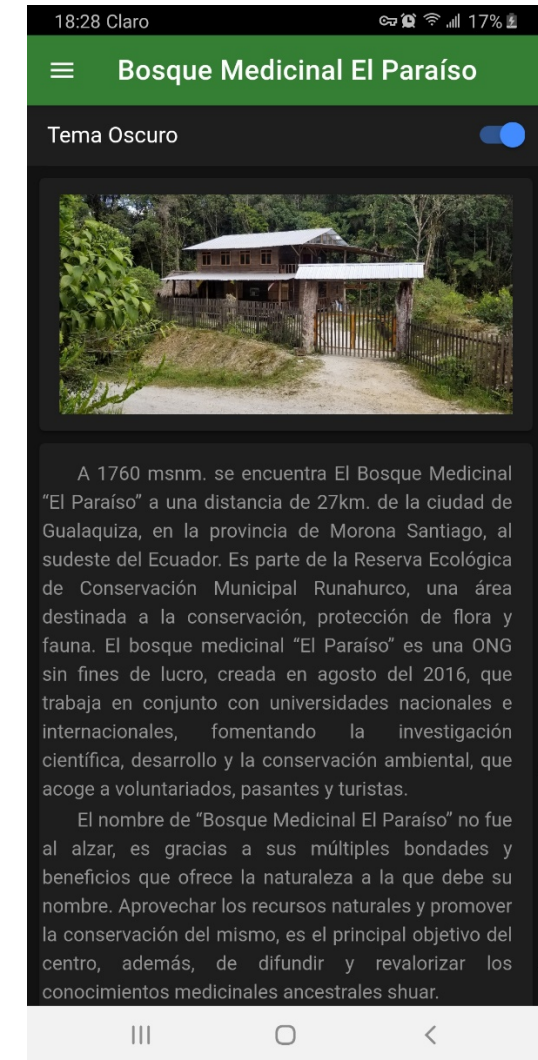 18:28 Claro 17%
Bosque Medicinal El Paraíso
Tema Oscuro
A 1760 msnm. se encuentra El Bosque Medicinal
“El Paraíso” a una distancia de 27km. de la ciudad de
Gualaquiza, en la provincia de Morona Santiago, al
sudeste del Ecuador. Es parte de la Reserva Ecológica
de Conservación Municipal Runahurco, una área
destinada a la conservación, protección de flora y
fauna. El bosque medicinal “El Paraíso” es una ONG
sin fines de lucro, creada en agosto del 2016, que
trabaja en conjunto con universidades nacionales e
internacionales, fomentando la investigación
científica, desarrollo y la conservación ambiental, que
acoge a voluntariados, pasantes y turistas.
El nombre de “Bosque Medicinal El Paraíso” no fue
al alzar, es gracias a sus múltiples bondades y
beneficios que ofrece la naturaleza a la que debe su
nombre. Aprovechar los recursos naturales y promover
la conservación del mismo, es el principal objetivo del
centro, además, de difundir y revalorizar los
conocimientos medicinales ancestrales shuar.